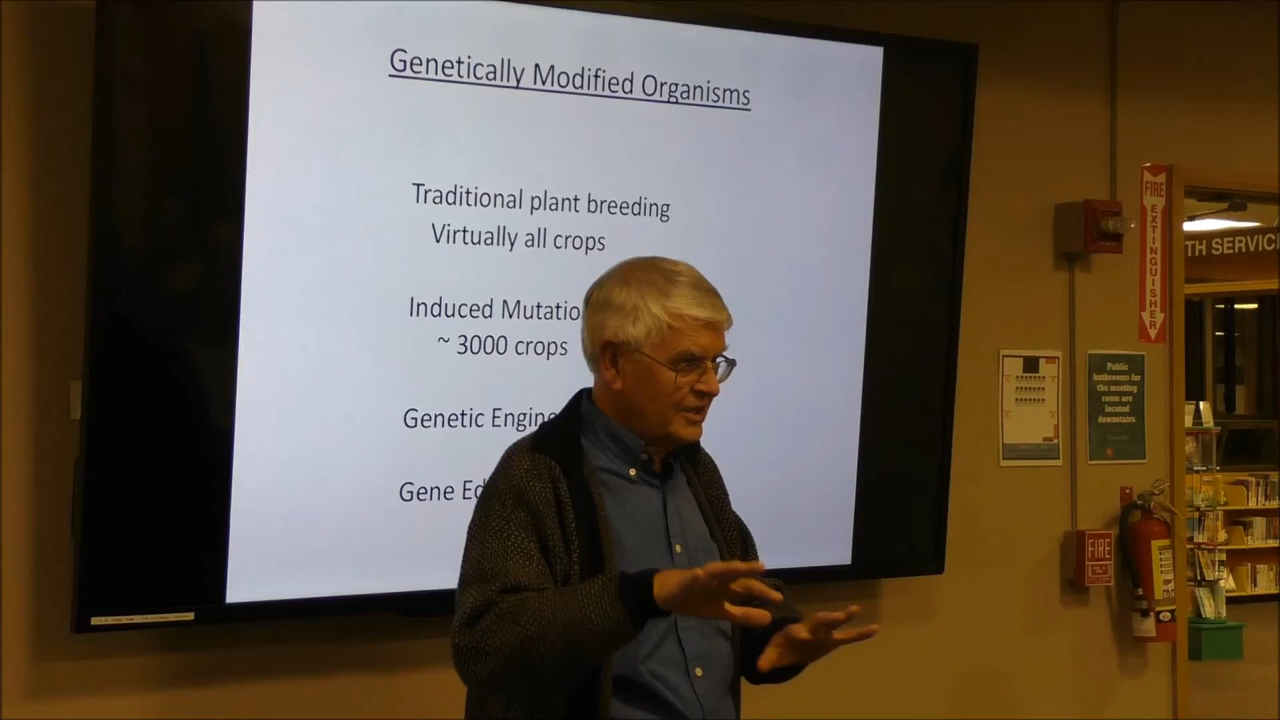 Genetically Modified Organisms
Traditional plant breeding
Virtually all crops
Induced Mutatio
~ 3000 crops
Genetic Engine
Gene Ed
FIRE
EXTINGUISHER
TH SERVIC
Public
bathrooms for
the meeting
room are
located
downstairs.
FIRE